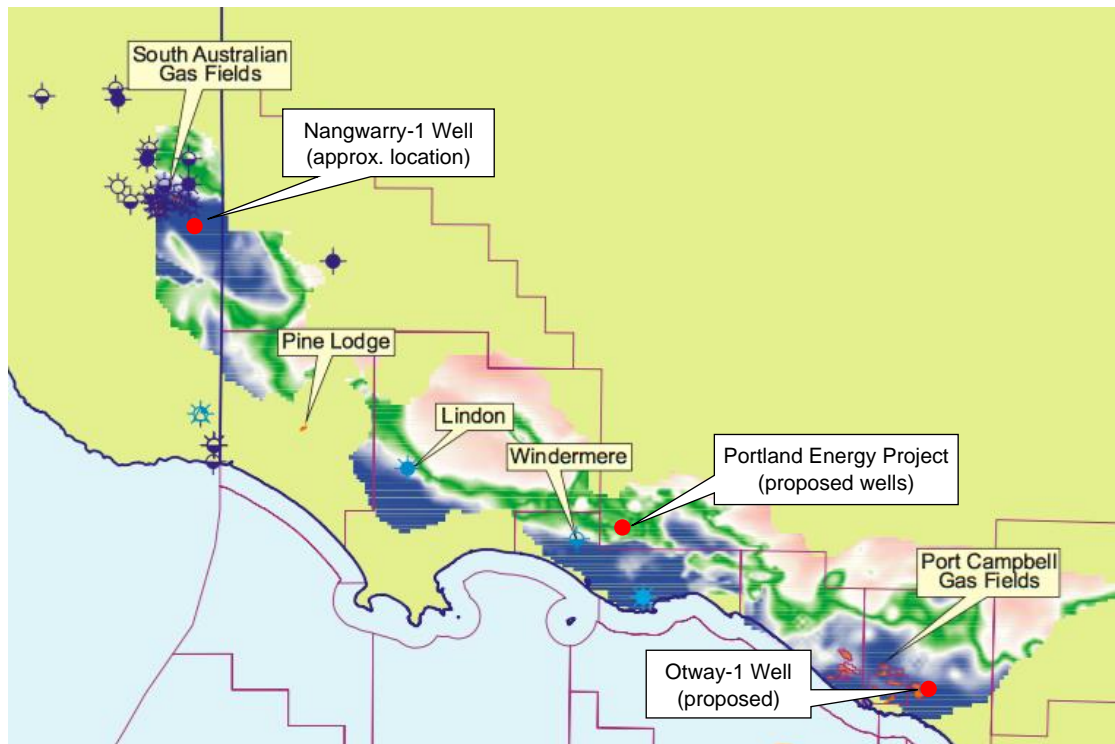 South Australian
Gas Fields
Nangwarry-1 Well
(approx. location)
Pine Lodge
Lindon
Windermere
Portland Energy Project
(proposed wells)
Port Campbell
Gas Fields
Otway-1 Well
(proposed)